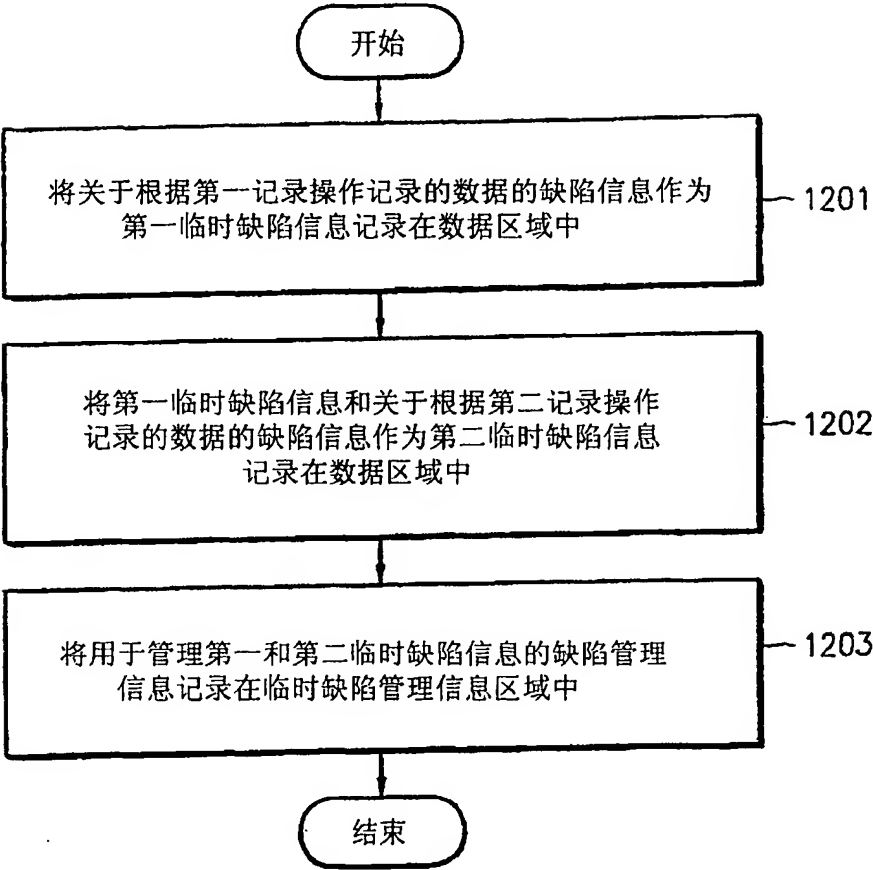 开始
将关于根据第一记录操作记录的数据的缺陷信息作为
第一临时缺陷信息记录在数据区域中
1201
将第一临时缺陷信息和关于根据第二记录操作
记录的数据的缺陷信息作为第二临时缺陷信息
记录在数据区域中
1202
将用于管理第一和第二临时缺陷信息的缺陷管理
信息记录在临时缺陷管理信息区域中
1203
结束